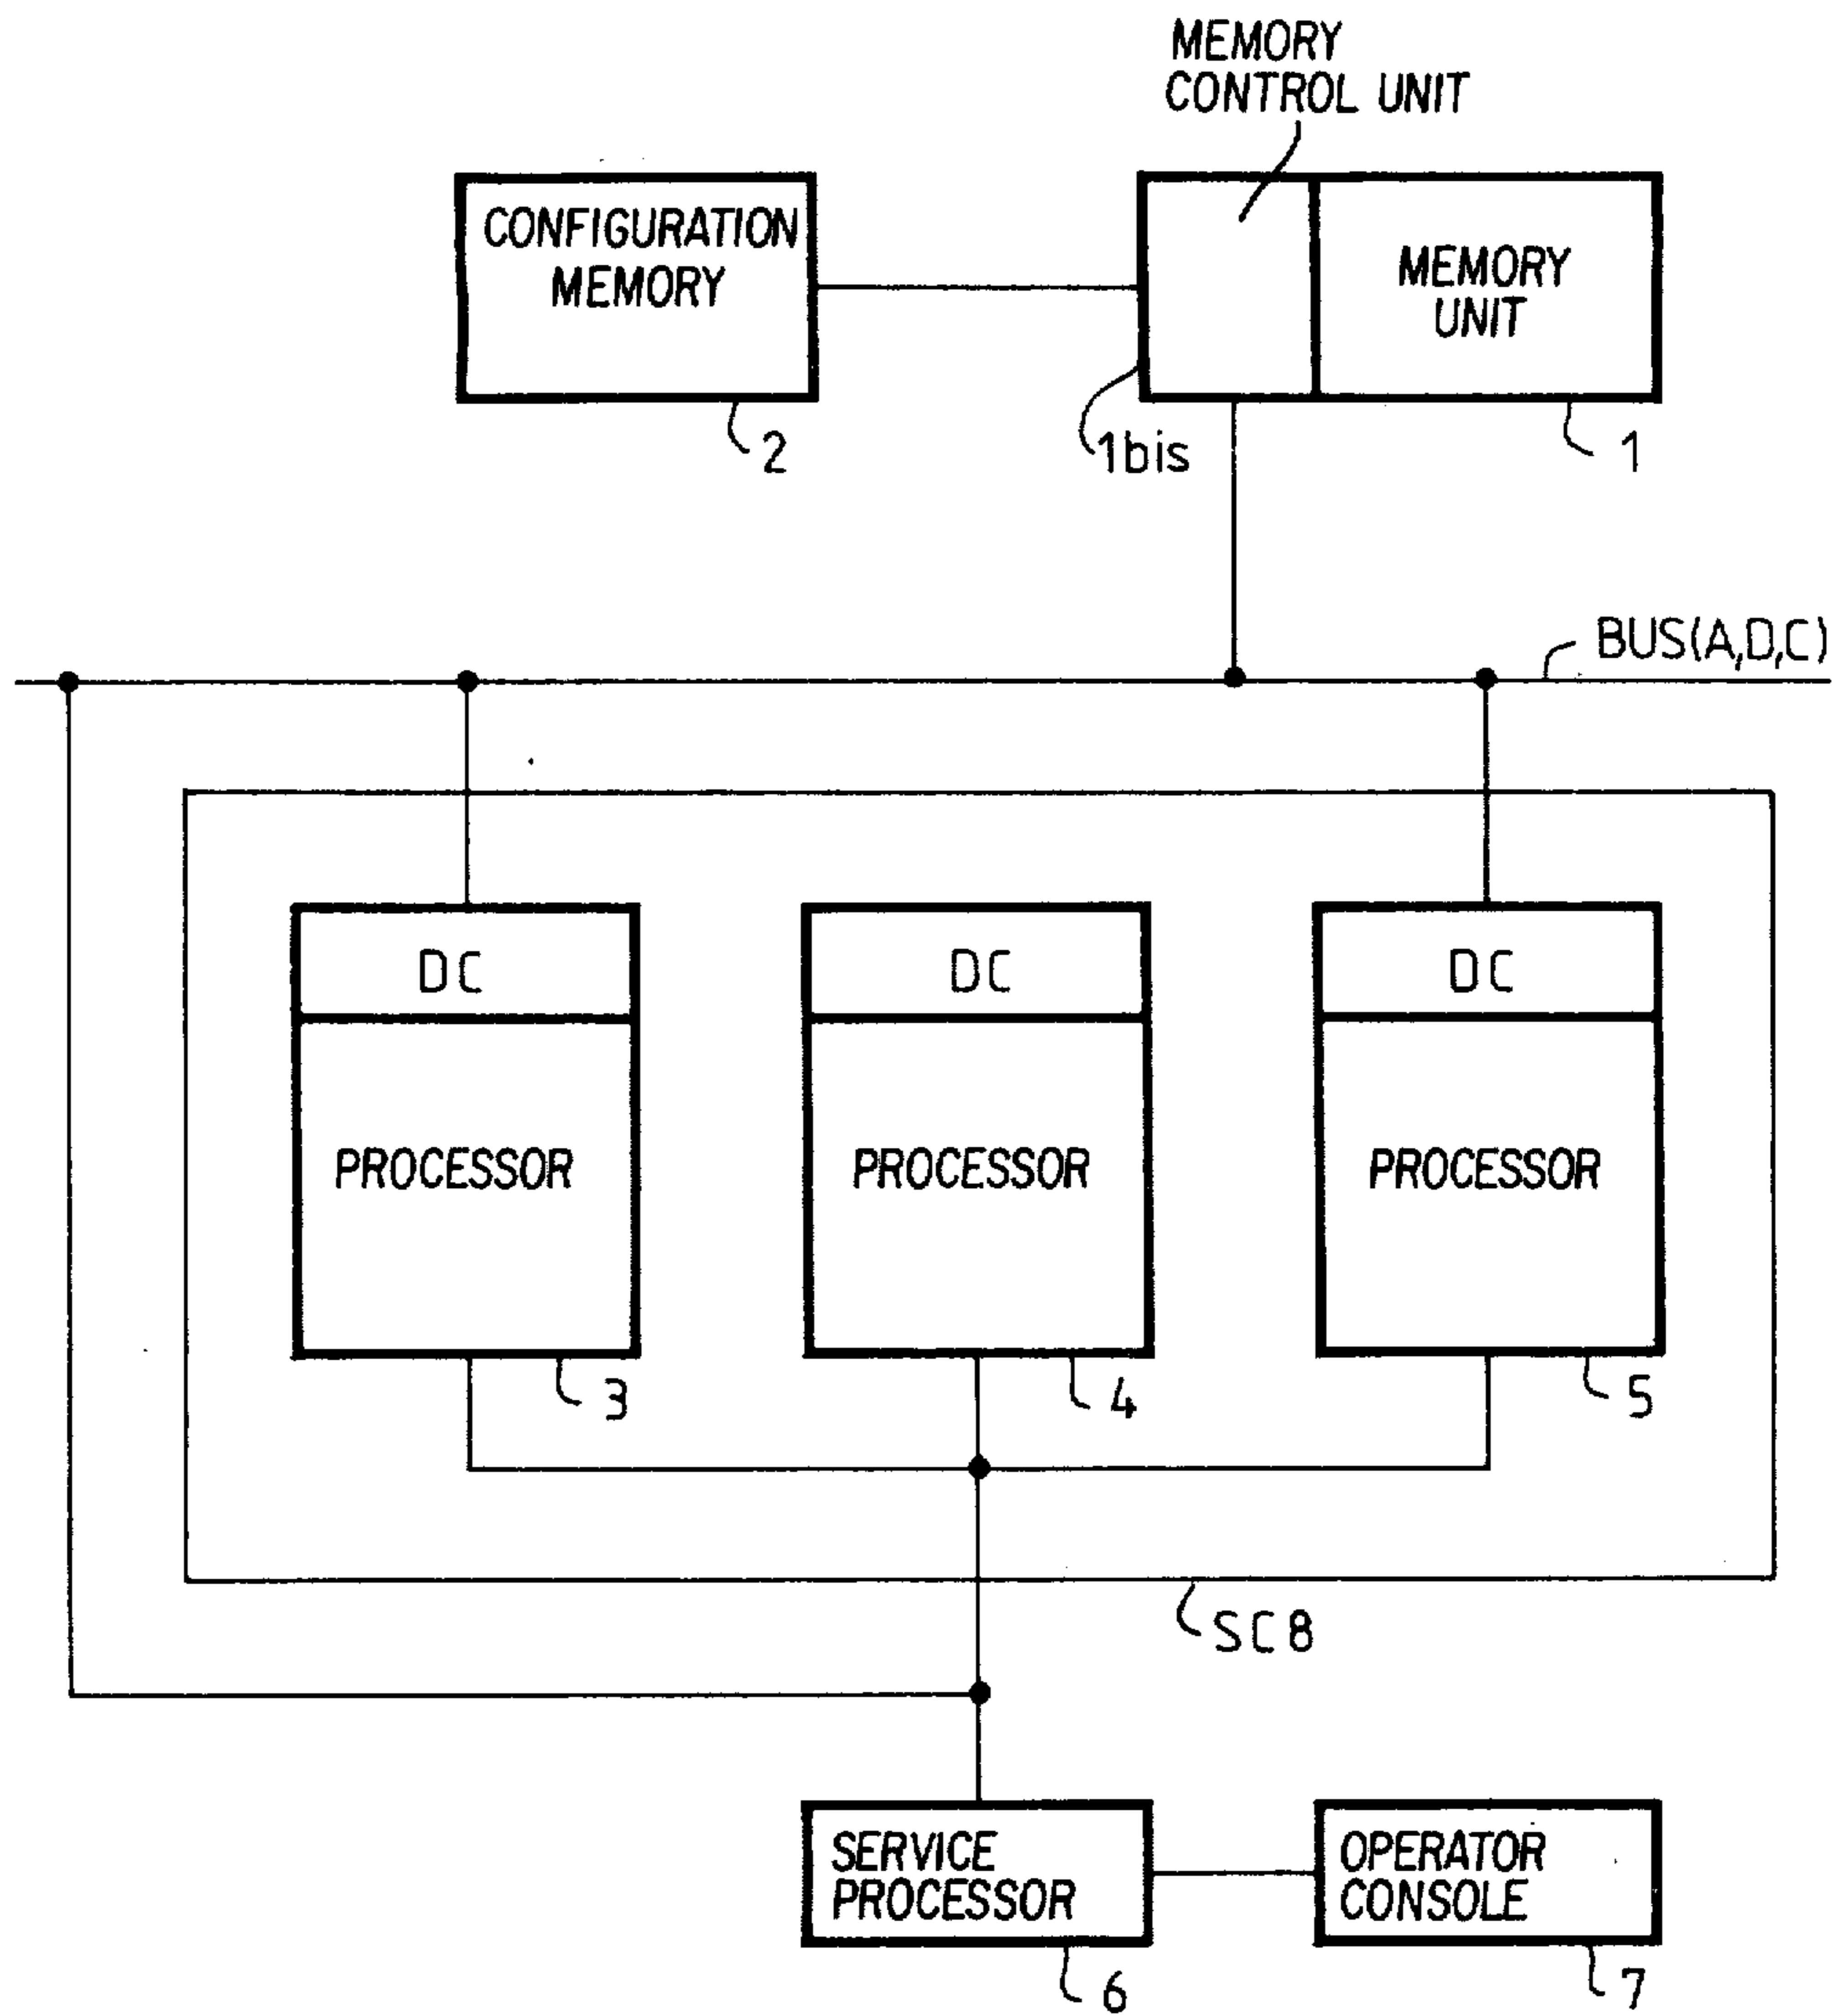 MEMORY
CONTROL UNIT
CONFIGURATION
MEMORY
MEMORY
UNIT
2
1bis
1
BUS(A,D,C)
DC
DC
DC
PROCESSOR
PROCESSOR
PROCESSOR
3
4
5
SC8
SERVICE
PROCESSOR
OPERATOR
CONSOLE
6
7